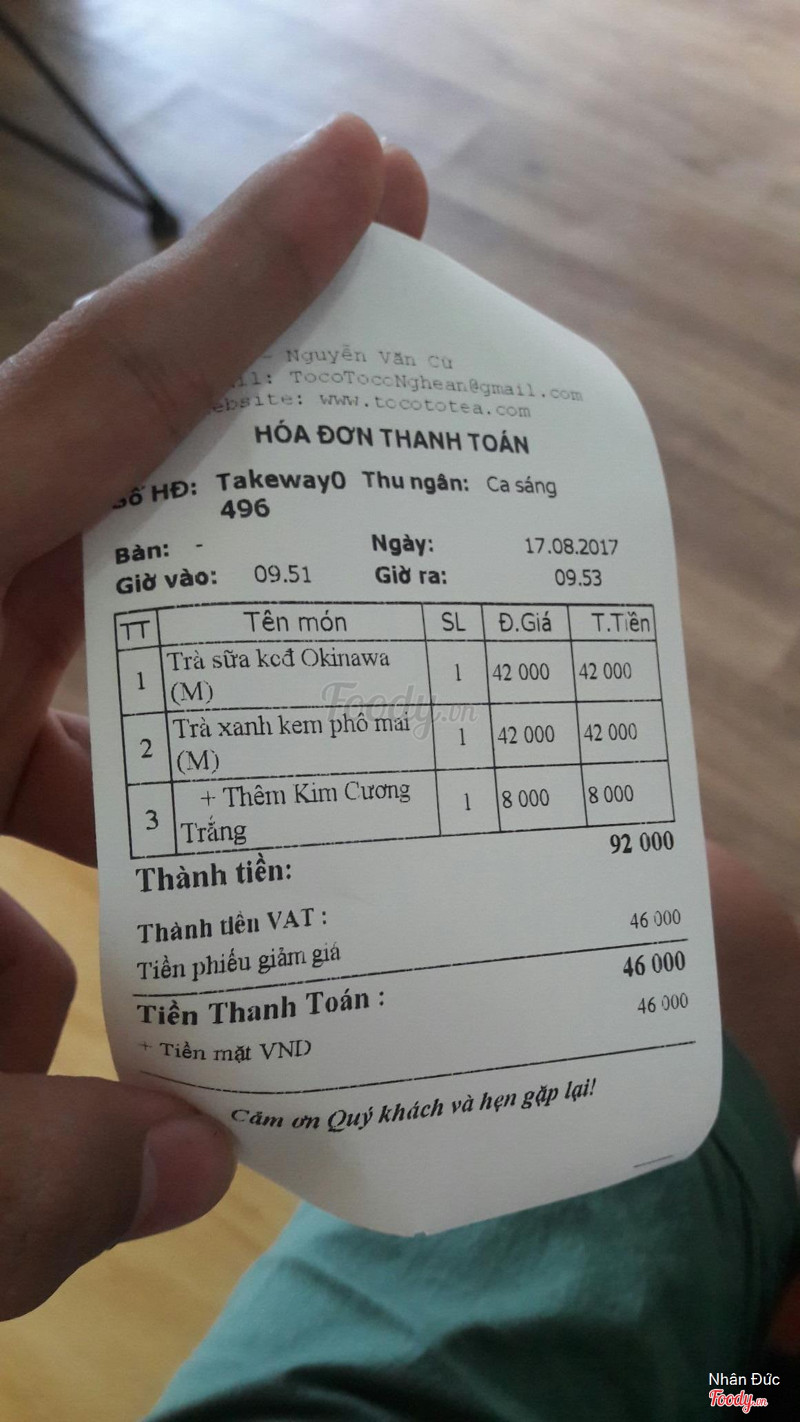 - Nguyễn Văn Cừ
TocoTocoNghean@gmail.com
website: www.tocototea.com
HÓA ĐƠN THANH TOÁN
Số HĐ: Takeway0 Thu ngân: Ca sáng
496
Bàn: - Ngày: 17.08.2017
Giờ vào: 09.51 Giờ ra: 09.53
TT Tên món SL Đ.Giá T.Tiền
1 Trà sữa kcđ Okinawa 1 42 000 42 000
(M)
2 Trà xanh kem phô mai 1 42 000 42 000
(M)
3 + Thêm Kim Cương 1 8 000 8 000
Trắng
Thành tiền: 92 000
Thành tiền VAT :
Tiền phiếu giảm giá 46 000
Tiền Thanh Toán : 46 000
+ Tiền mặt VND 46 000
Cảm ơn Quý khách và hẹn gặp lại!
Foody.vn
Nhân Đức
Foody.vn